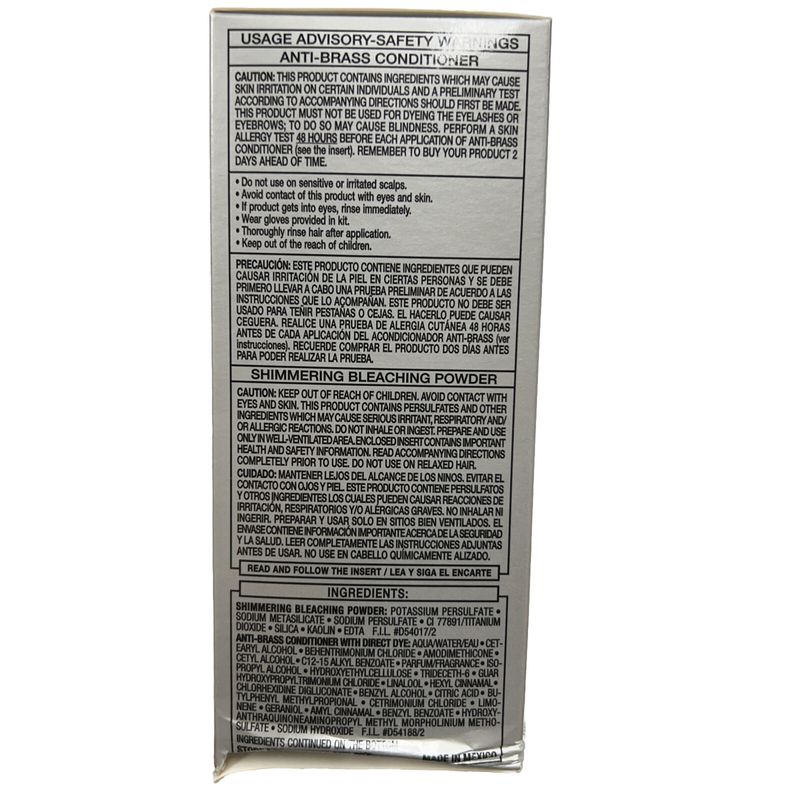 USAGE ADVISORY-SAFETY WARNINGS
ANTI-BRASS CONDITIONER
CAUTION: THIS PRODUCT CONTAINS INGREDIENTS WHICH MAY CAUSE
SKIN IRRITATION ON CERTAIN INDIVIDUALS AND A PRELIMINARY TEST
ACCORDING TO ACCOMPANYING DIRECTIONS SHOULD FIRST BE MADE.
THIS PRODUCT MUST NOT BE USED FOR DYEING THE EYELASHES OR
EYEBROWS; TO DO SO MAY CAUSE BLINDNESS. PERFORM A SKIN
ALLERGY TEST 48 HOURS BEFORE EACH APPLICATION OF ANTI-BRASS
CONDITIONER (see the insert). REMEMBER TO BUY YOUR PRODUCT 2
DAYS AHEAD OF TIME.
• Do not use on sensitive or irritated scalps.
• Avoid contact of this product with eyes and skin.
• If product gets into eyes, rinse immediately.
• Wear gloves provided in kit.
• Thoroughly rinse hair after application.
• Keep out of the reach of children.
PRECAUCIÓN: ESTE PRODUCTO CONTIENE INGREDIENTES QUE PUEDEN
CAUSAR IRRITACIÓN DE LA PIEL EN CIERTAS PERSONAS Y SE DEBE
PRIMERO LLEVAR A CABO UNA PRUEBA PRELIMINAR DE ACUERDO A LAS
INSTRUCCIONES QUE LO ACOMPAÑAN. ESTE PRODUCTO NO DEBE SER
USADO PARA TEÑIR PESTAÑAS O CEJAS. EL HACERLO PUEDE CAUSAR
CEGUERA. REALICE UNA PRUEBA DE ALERGIA CUTÁNEA 48 HORAS
ANTES DE CADA APLICACIÓN DEL ACONDICIONADOR ANTI-BRASS (ver
instrucciones). RECUERDE COMPRAR EL PRODUCTO DOS DÍAS ANTES
PARA PODER REALIZAR LA PRUEBA.
SHIMMERING BLEACHING POWDER
CAUTION: KEEP OUT OF REACH OF CHILDREN. AVOID CONTACT WITH
EYES AND SKIN. THIS PRODUCT CONTAINS PERSULFATES AND OTHER
INGREDIENTS WHICH MAY CAUSE SERIOUS IRRITANT, RESPIRATORY AND/
OR ALLERGIC REACTIONS. DO NOT INHALE OR INGEST. PREPARE AND USE
ONLY IN WELL-VENTILATED AREA. ENCLOSED INSERT CONTAINS IMPORTANT
HEALTH AND SAFETY INFORMATION. READ ACCOMPANYING DIRECTIONS
COMPLETELY PRIOR TO USE. DO NOT USE ON RELAXED HAIR.
CUIDADO: MANTENER LEJOS DEL ALCANCE DE LOS NINOS. EVITAR EL
CONTACTO CON OJOS Y PIEL. ESTE PRODUCTO CONTIENE PERSULFATOS
Y OTROS INGREDIENTES LOS CUALES PUEDEN CAUSAR REACCIONES DE
IRRITACIÓN, RESPIRATORIOS Y/O ALÉRGICAS GRAVES. NO INHALAR NI
INGERIR. PREPARAR Y USAR SOLO EN SITIOS BIEN VENTILADOS. EL
ENVASE CONTIENE INFORMACIÓN IMPORTANTE ACERCA DE LA SEGURIDAD
Y LA SALUD. LEER COMPLETAMENTE LAS INSTRUCCIONES ADJUNTAS
ANTES DE USAR. NO USE EN CABELLO QUÍMICAMENTE ALIZADO.
READ AND FOLLOW THE INSERT / LEA Y SIGA EL ENCARTE
INGREDIENTS:
SHIMMERING BLEACHING POWDER: POTASSIUM PERSULFATE •
SODIUM METASILICATE • SODIUM PERSULFATE • CI 77891/TITANIUM
DIOXIDE • SILICA • KAOLIN • EDTA F.I.L. #D54017/2
ANTI-BRASS CONDITIONER WITH DIRECT DYE: AQUA/WATER/EAU • CET-
EARYL ALCOHOL • BEHENTRIMONIUM CHLORIDE • AMODIMETHICONE •
CETYL ALCOHOL • C12-15 ALKYL BENZOATE • PARFUM/FRAGRANCE • ISO-
PROPYL ALCOHOL • HYDROXYETHYLCELLULOSE • TRIDECETH-6 • GUAR
HYDROXYPROPYLTRIMONIUM CHLORIDE • LINALOOL • HEXYL CINNAMAL •
CHLORHEXIDINE DIGLUCONATE • BENZYL ALCOHOL • CITRIC ACID • BU-
TYLPHENYL METHYLPROPIONAL • CETRIMONIUM CHLORIDE • LIMO-
NENE • GERANIOL • AMYL CINNAMAL • BENZYL BENZOATE • HYDROXY-
ANTHRAQUINONEAMINOPROPYL METHYL MORPHOLINIUM METHO-
SULFATE • SODIUM HYDROXIDE F.I.L. #D54188/2
INGREDIENTS CONTINUED ON THE BOTTOM
MADE IN MEXICO